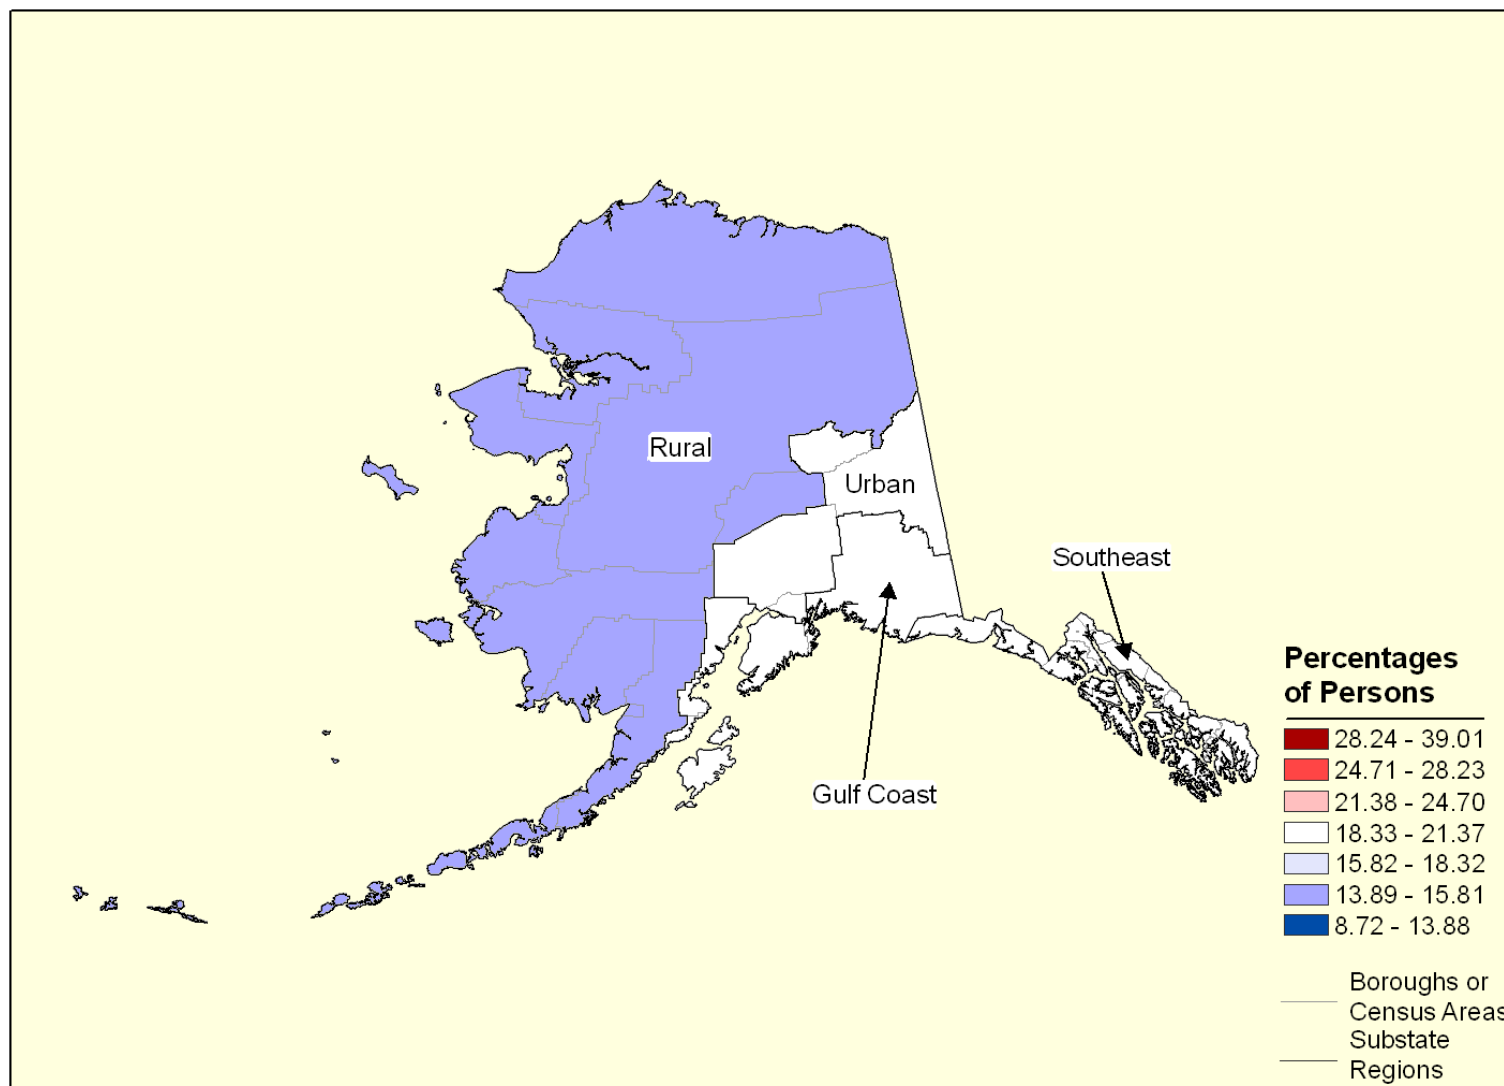 Rural
Urban
Southeast
Gulf Coast
Percentages
of Persons
28.24 - 39.01
24.71 - 28.23
21.38 - 24.70
18.33 - 21.37
15.82 - 18.32
13.89 - 15.81
8.72 - 13.88
Boroughs or
Census Areas
Substate
Regions